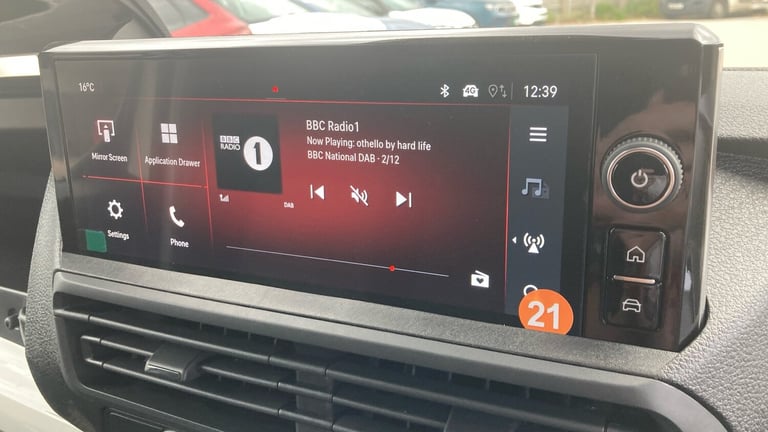 16°C
4G
12:39
BBC
RADIO
1
BBC Radio1
Now Playing: othello by hard life
BBC National DAB - 2/12
Mirror Screen
Application Drawer
DAB
Settings
Phone
21